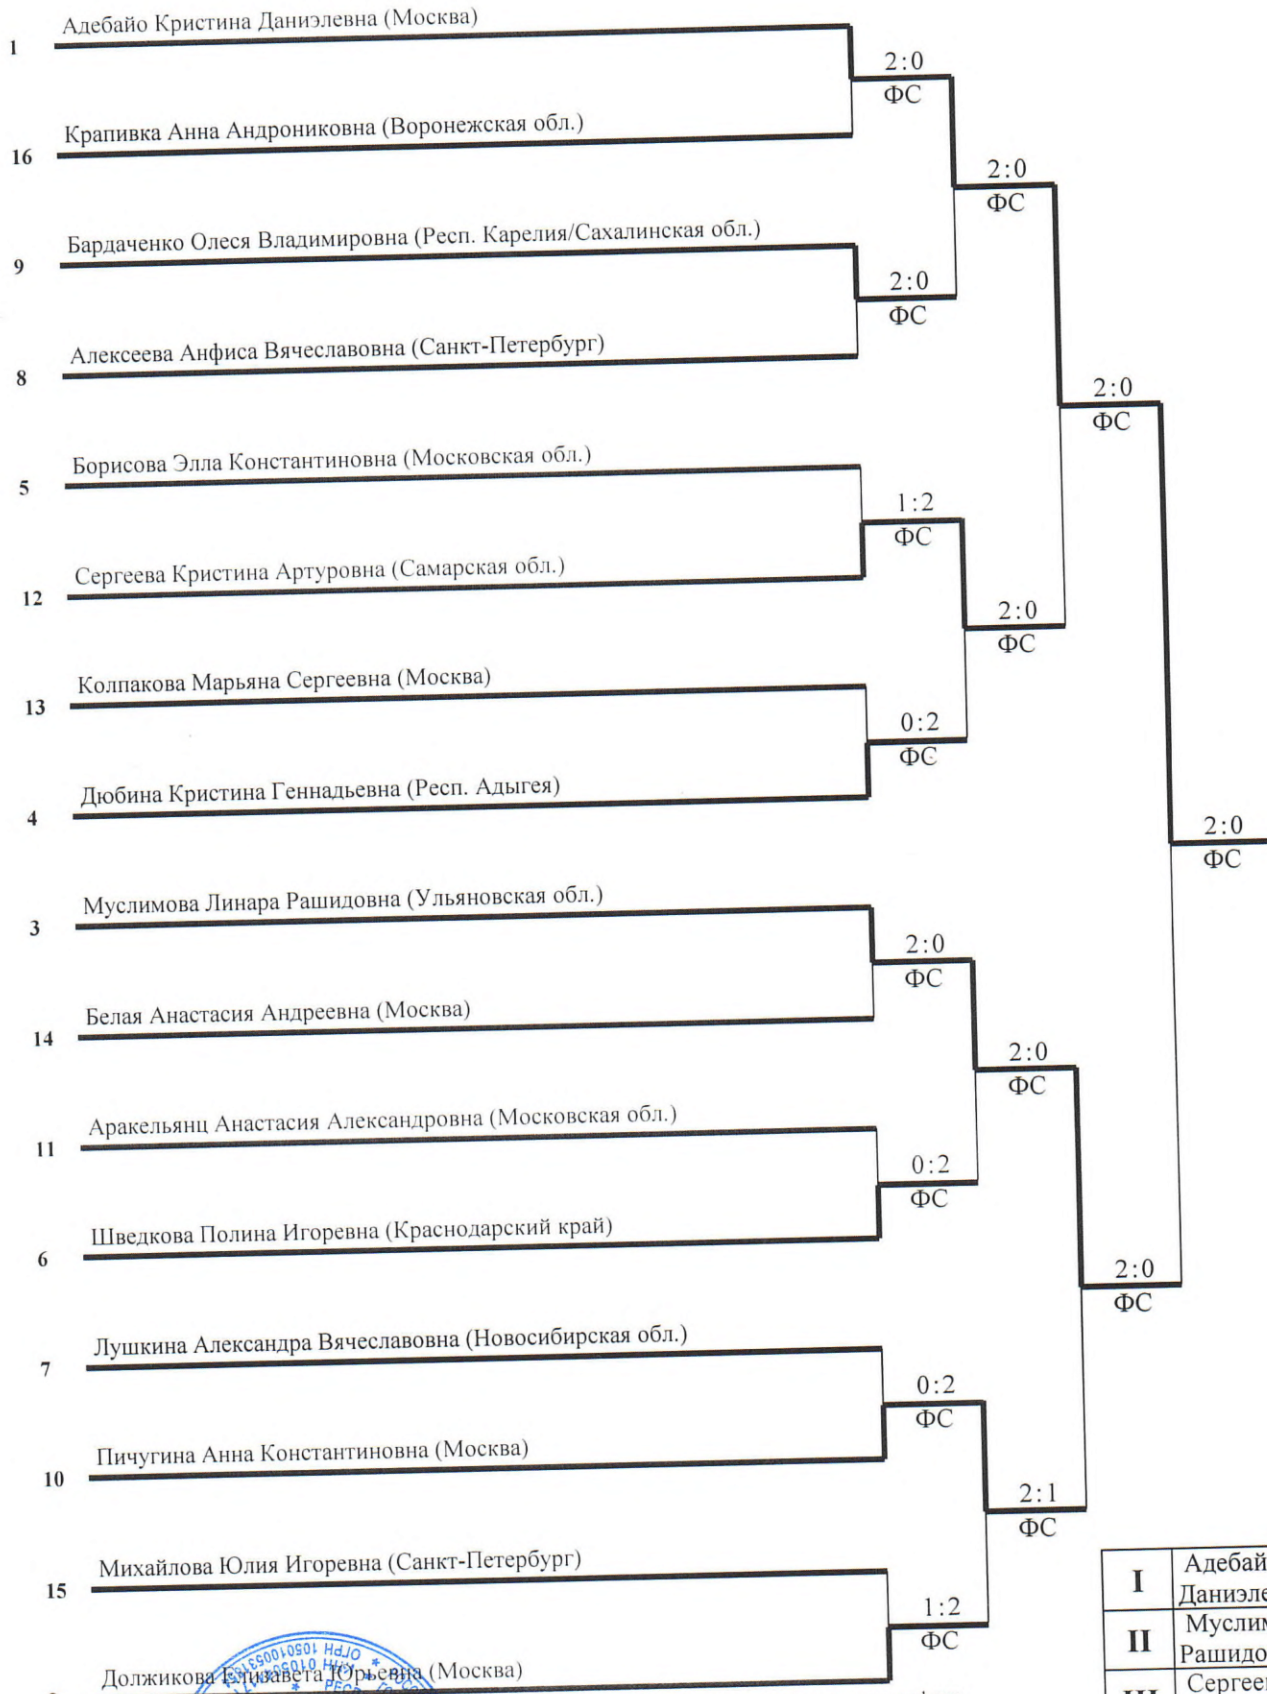 Адебайо Кристина Даниэлевна (Москва)
1
2:0
ФС
Крапивка Анна Андрониковна (Воронежская обл.)
16
2:0
ФС
Бардаченко Олеся Владимировна (Респ. Карелия/Сахалинская обл.)
9
2:0
ФС
Алексеева Анфиса Вячеславовна (Санкт-Петербург)
8
2:0
ФС
Борисова Элла Константиновна (Московская обл.)
5
1:2
ФС
Сергеева Кристина Артуровна (Самарская обл.)
12
2:0
ФС
Колпакова Марьяна Сергеевна (Москва)
13
0:2
ФС
Дюбина Кристина Геннадьевна (Респ. Адыгея)
4
2:0
ФС
Муслимова Линара Рашидовна (Ульяновская обл.)
3
2:0
ФС
Белая Анастасия Андреевна (Москва)
14
2:0
ФС
Аракельянц Анастасия Александровна (Московская обл.)
11
0:2
ФС
Шведкова Полина Игоревна (Краснодарский край)
6
2:0
ФС
Лушкина Александра Вячеславовна (Новосибирская обл.)
7
0:2
ФС
Пичугина Анна Константиновна (Москва)
10
2:1
ФС
Михайлова Юлия Игоревна (Санкт-Петербург)
15
1:2
ФС
Должикова Елизавета Юрьевна (Москва)
I
Адебай
Даниэле
II
Муслим
Рашидо
III
Сергеев